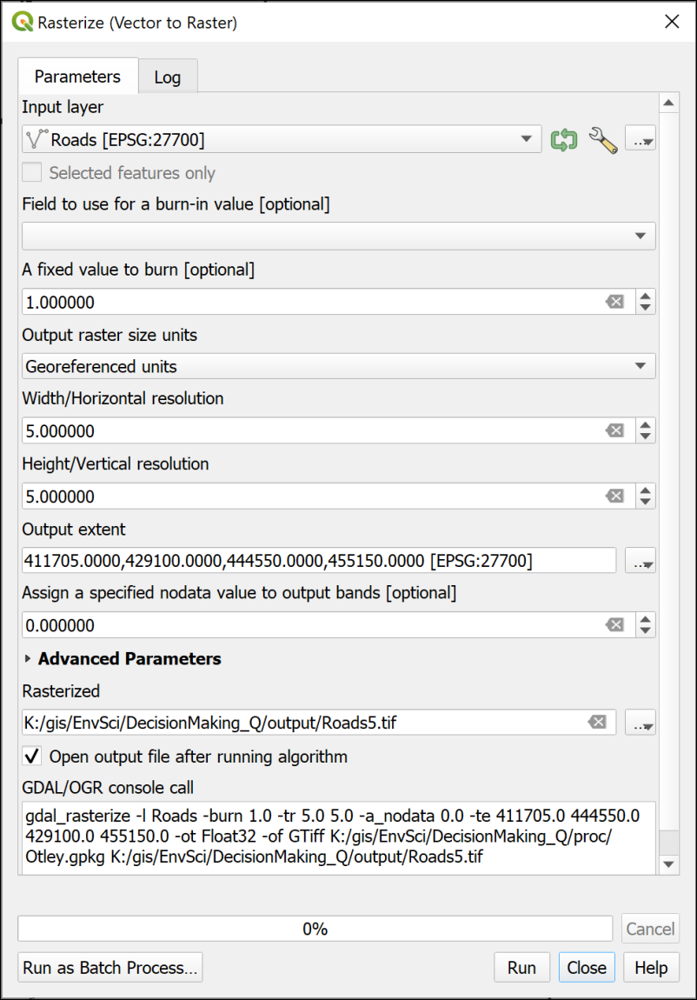 Rasterize (Vector to Raster)
Parameters
Log
Input layer
Roads [EPSG:27700]
...
Selected features only
Field to use for a burn-in value [optional]
A fixed value to burn [optional]
1.000000
Output raster size units
Georeferenced units
Width/Horizontal resolution
5.000000
Height/Vertical resolution
5.000000
Output extent
411705.0000,429100.0000,444550.0000,455150.0000 [EPSG:27700]
...
Assign a specified nodata value to output bands [optional]
0.000000
Advanced Parameters
Rasterized
K:/gis/EnvSci/DecisionMaking_Q/output/Roads5.tif
...
Open output file after running algorithm
GDAL/OGR console call
gdal_rasterize -l Roads -burn 1.0 -tr 5.0 5.0 -a_nodata 0.0 -te 411705.0 444550.0
429100.0 455150.0 -ot Float32 -of GTiff K:/gis/EnvSci/DecisionMaking_Q/proc/
Otley.gpkg K:/gis/EnvSci/DecisionMaking_Q/output/Roads5.tif
0%
Cancel
Run as Batch Process...
Run
Close
Help